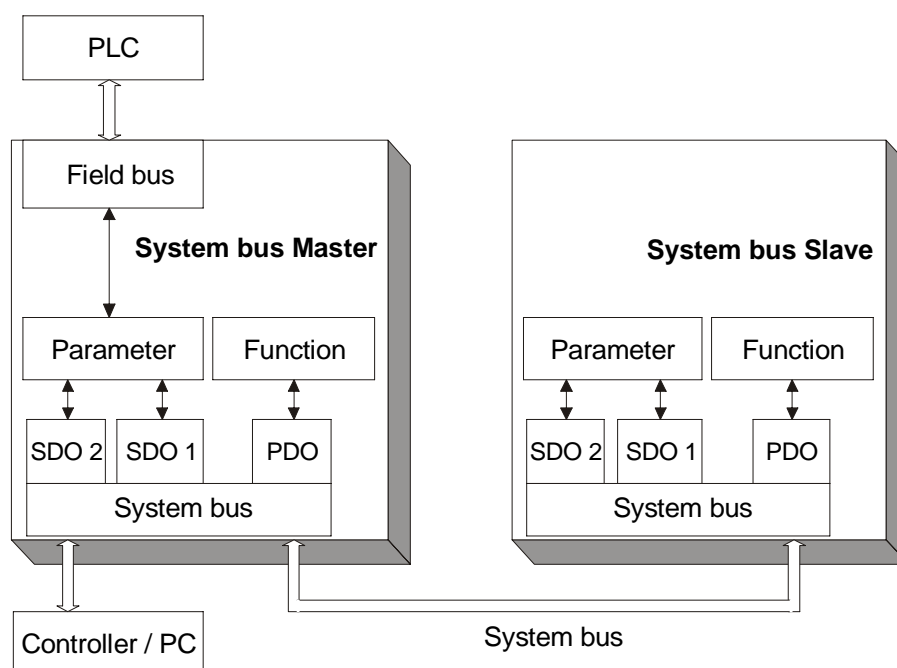 PLC
Field bus
System bus Master
System bus Slave
Parameter
Function
Parameter
Function
SDO 2
SDO 1
PDO
SDO 2
SDO 1
PDO
System bus
System bus
Controller / PC
System bus